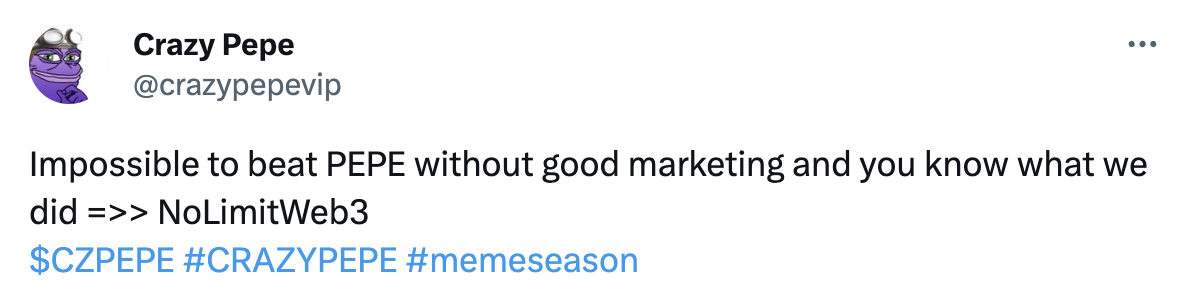 Crazy Pepe
@crazypepevip
Impossible to beat PEPE without good marketing and you know what we
did =>> NoLimitWeb3
$CZPEPE #CRAZYPEPE #memeseason